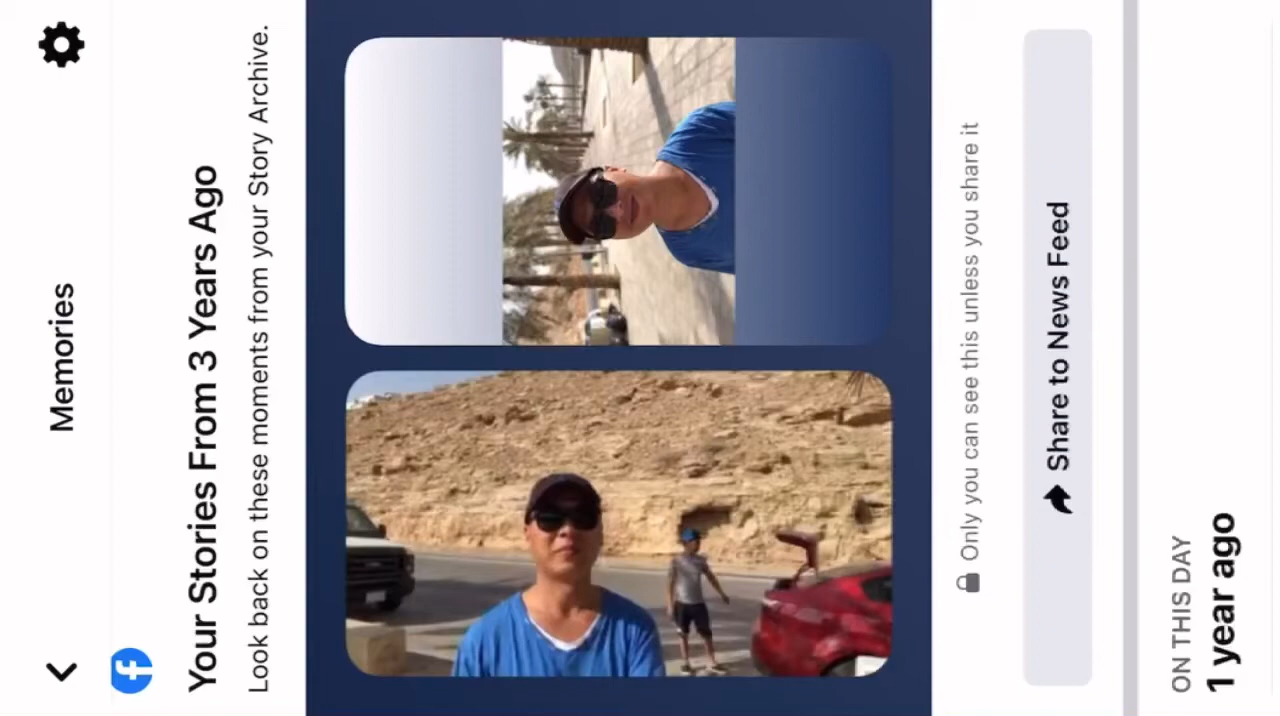 Memories
Your Stories From 3 Years Ago
Look back on these moments from your Story Archive.
Only you can see this unless you share it
Share to News Feed
ON THIS DAY
1 year ago